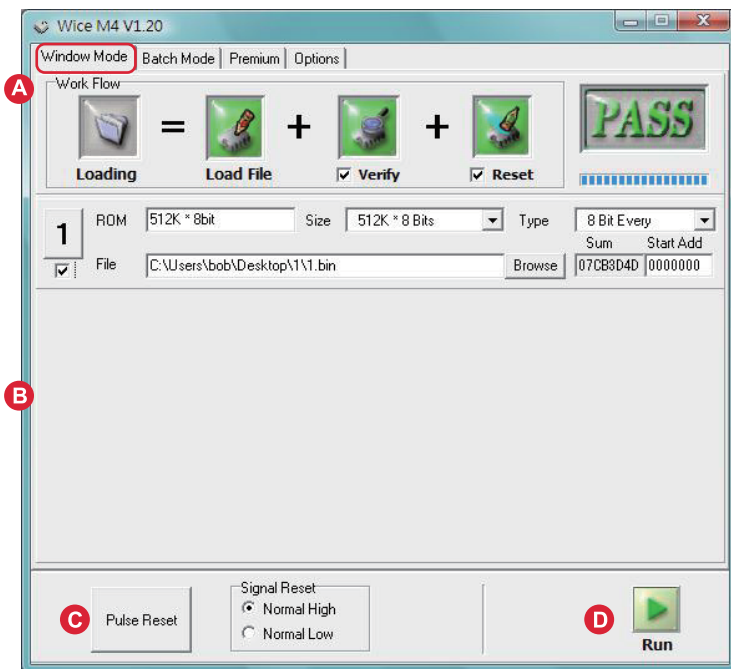 Wice M4 V1.20
Window Mode Batch Mode Premium Options
A
Work Flow
= + +
PASS
Loading Load File Verify Reset
1 ROM 512K * 8bit Size 512K * 8 Bits Type 8 Bit Every
Sum Start Add
File C:\Users\bob\Desktop\1\1.bin Browse 07CB3D4D 0000000
B
Signal Reset
C Pulse Reset Normal High D
Normal Low
Run